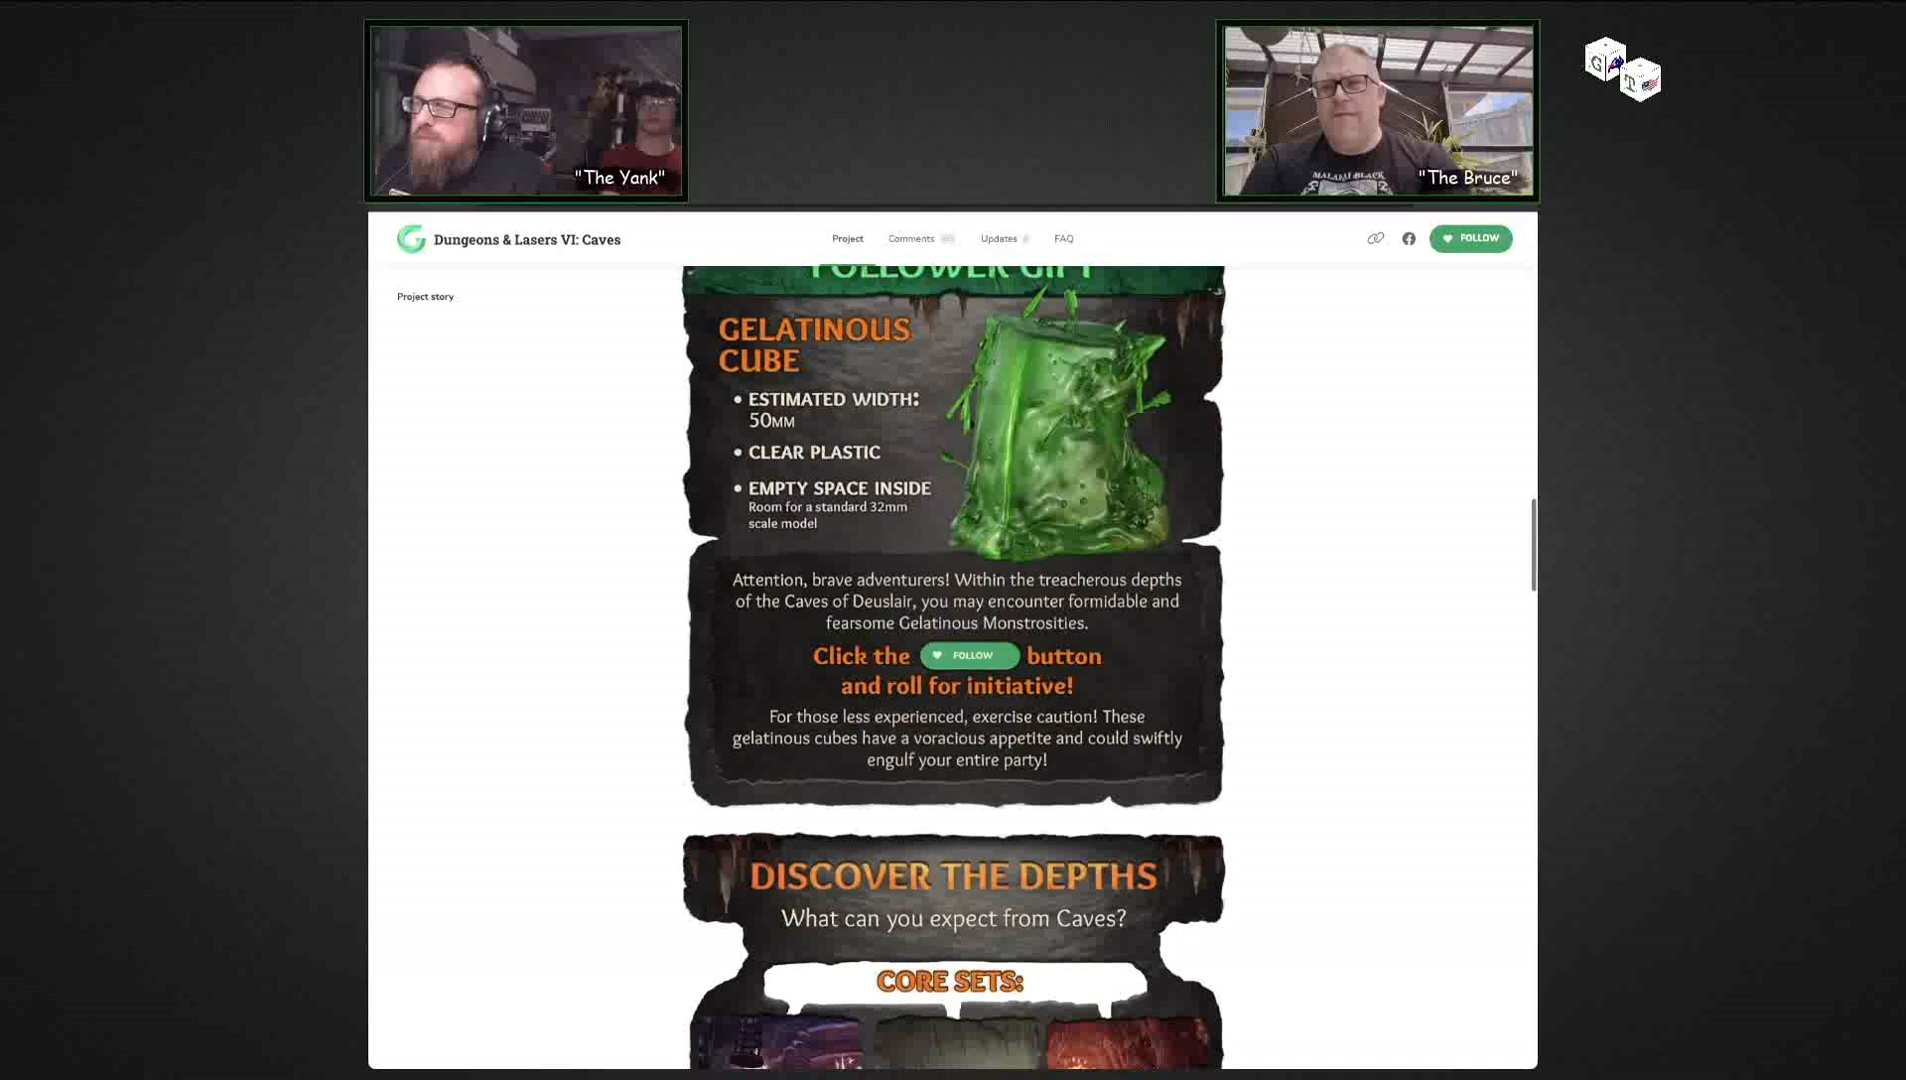 "The Yank"
MALAKI BLACK
"The Bruce"
G
T
Dungeons & Lasers VI: Caves
Project
Comments
Updates
FAQ
FOLLOW
Project story
FOLLOWER GIFT
GELATINOUS
CUBE
• ESTIMATED WIDTH:
50MM
• CLEAR PLASTIC
• EMPTY SPACE INSIDE
Room for a standard 32mm
scale model
Attention, brave adventurers! Within the treacherous depths
of the Caves of Deuslair, you may encounter formidable and
fearsome Gelatinous Monstrosities.
Click the FOLLOW button
and roll for initiative!
For those less experienced, exercise caution! These
gelatinous cubes have a voracious appetite and could swiftly
engulf your entire party!
DISCOVER THE DEPTHS
What can you expect from Caves?
CORE SETS: